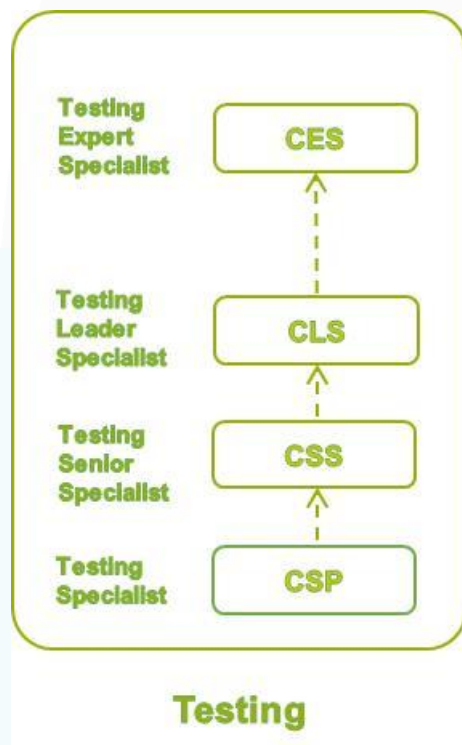 Testing
Expert
Specialist
CES
Testing
Leader
Specialist
CLS
Testing
Senior
Specialist
CSS
Testing
Specialist
CSP
Testing